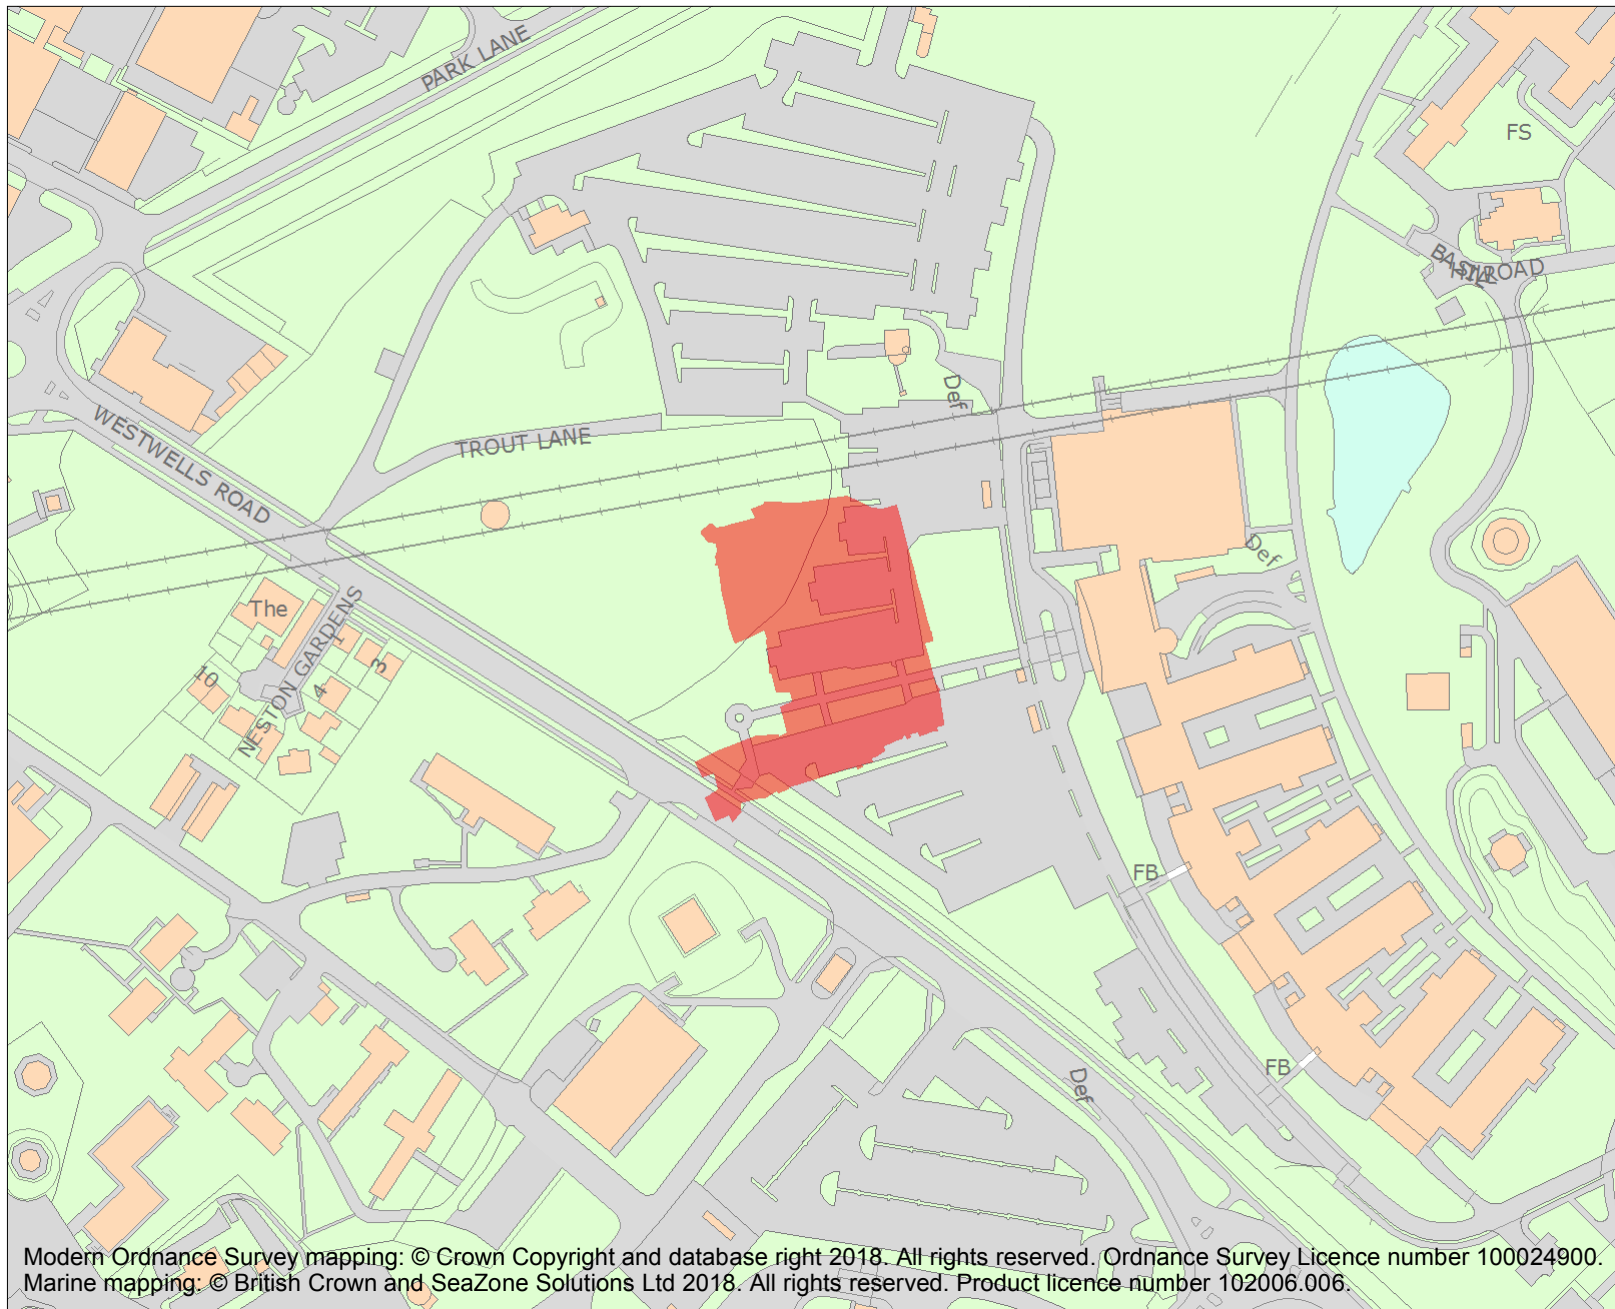 PARK LANE
FS
BASIL
HILL ROAD
Def
TROUT LANE
WESTWELLS ROAD
Def
The
NESTON GARDENS
1
3
4
10
FB
FB
Def
Modern Ordnance Survey mapping: © Crown Copyright and database right 2018. All rights reserved. Ordnance Survey Licence number 100024900.
Marine mapping: © British Crown and SeaZone Solutions Ltd 2018. All rights reserved. Product licence number 102006.006.